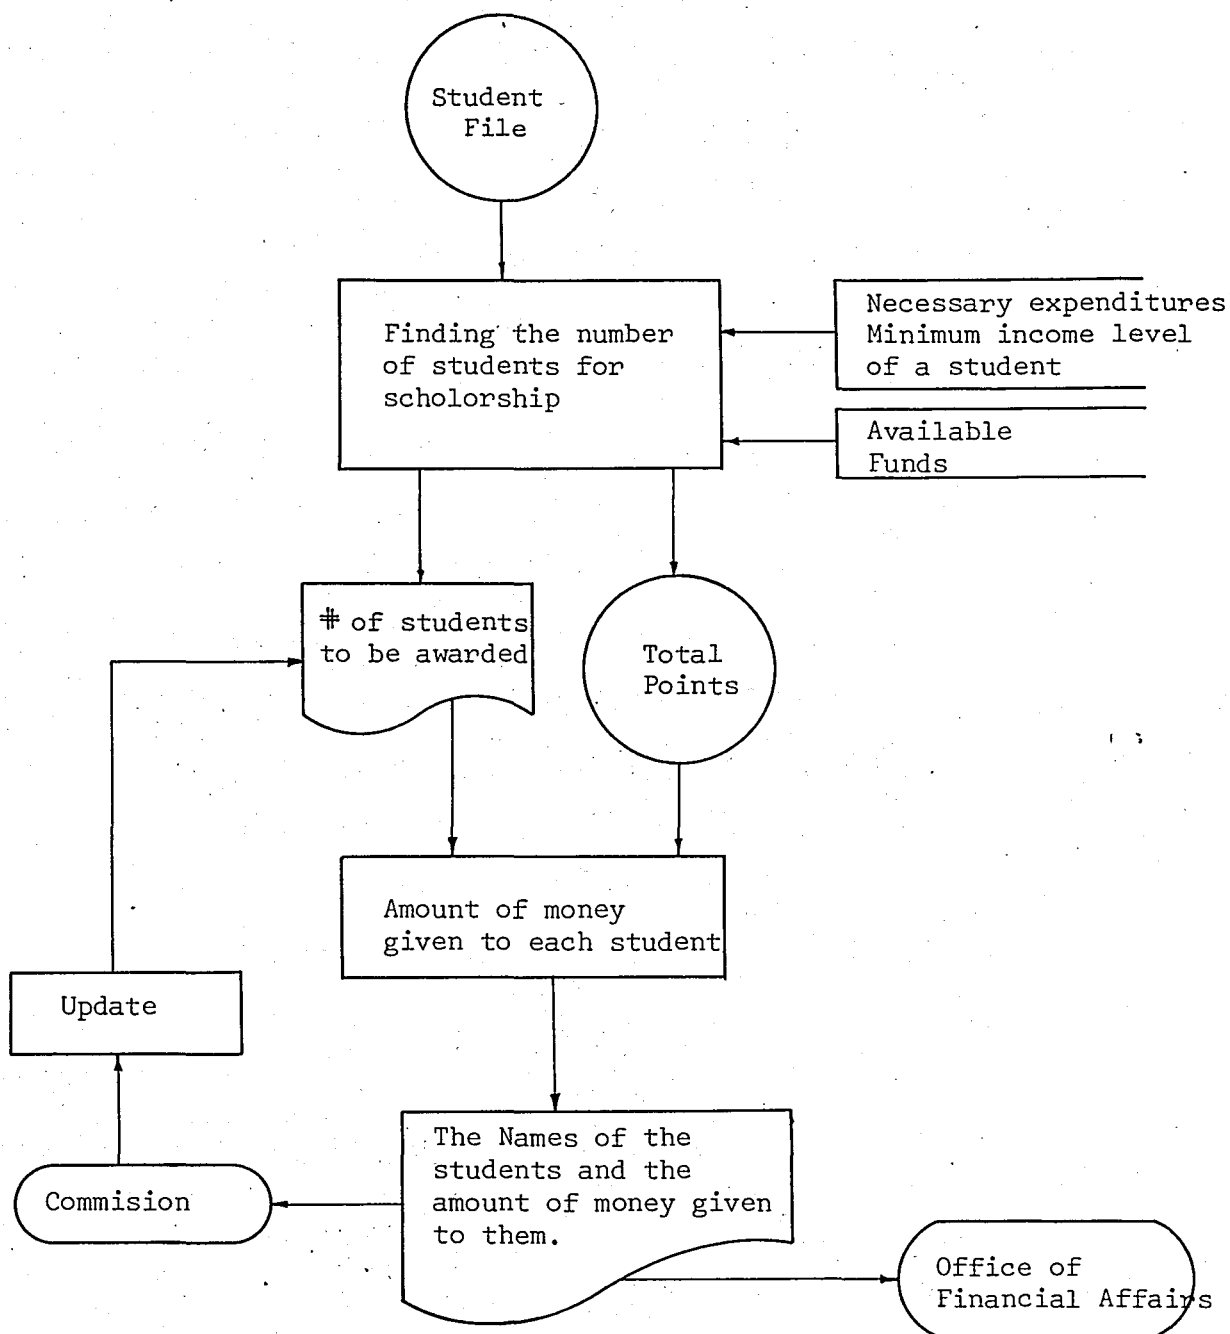 Student
File
Necessary expenditures
Minimum income level
of a student
Finding the number
of students for
scholorship
Available
Funds
# of students
to be awarded
Total
Points
Amount of money
given to each student
Update
The Names of the
students and the
amount of money given
to them.
Commision
Office of
Financial Affairs